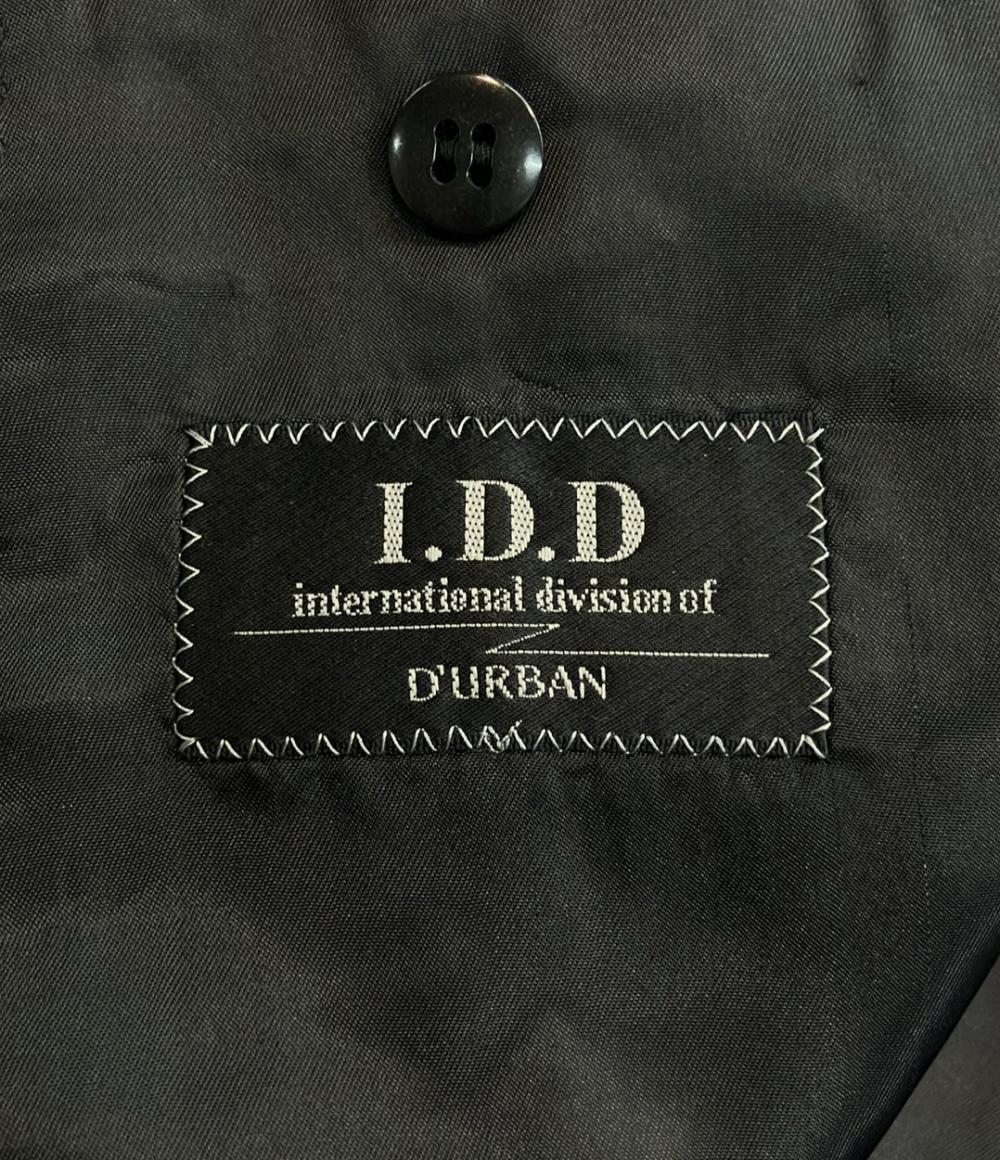 I.D.D
international division of
D'URBAN